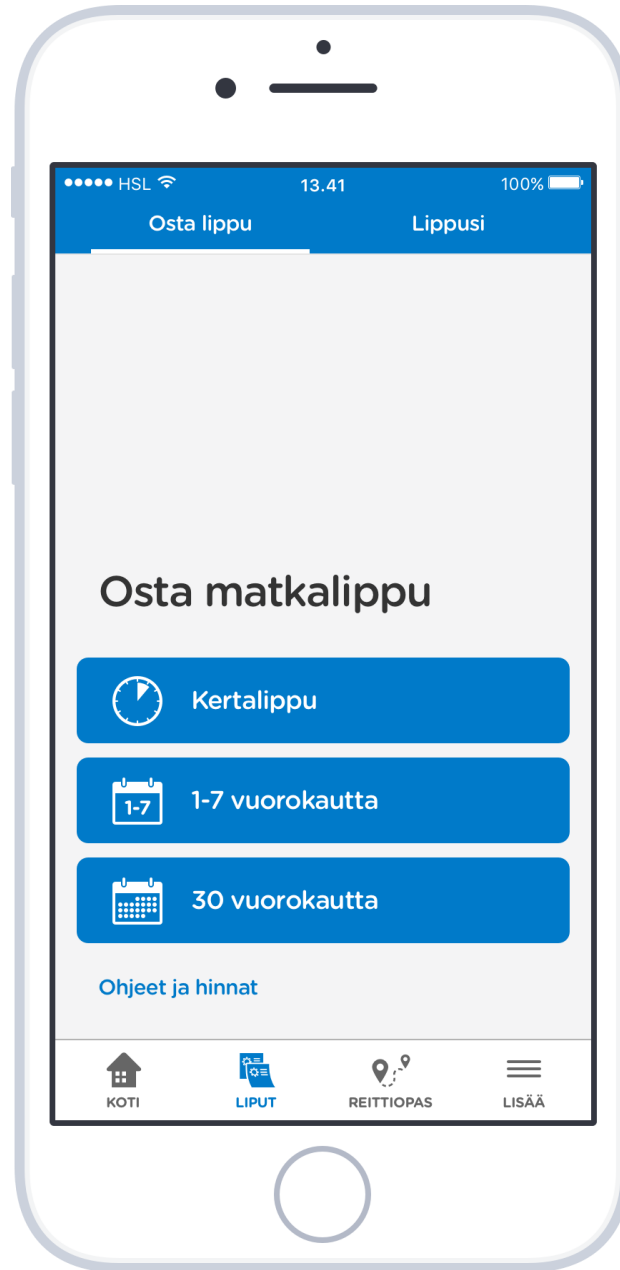 HSL 13.41 100%
Osta lippu Lippusi
Osta matkalippu
Kertalippu
1-7 1-7 vuorokautta
30 vuorokautta
Ohjeet ja hinnat
KOTI LIPUT REITTIOPAS LISÄÄ